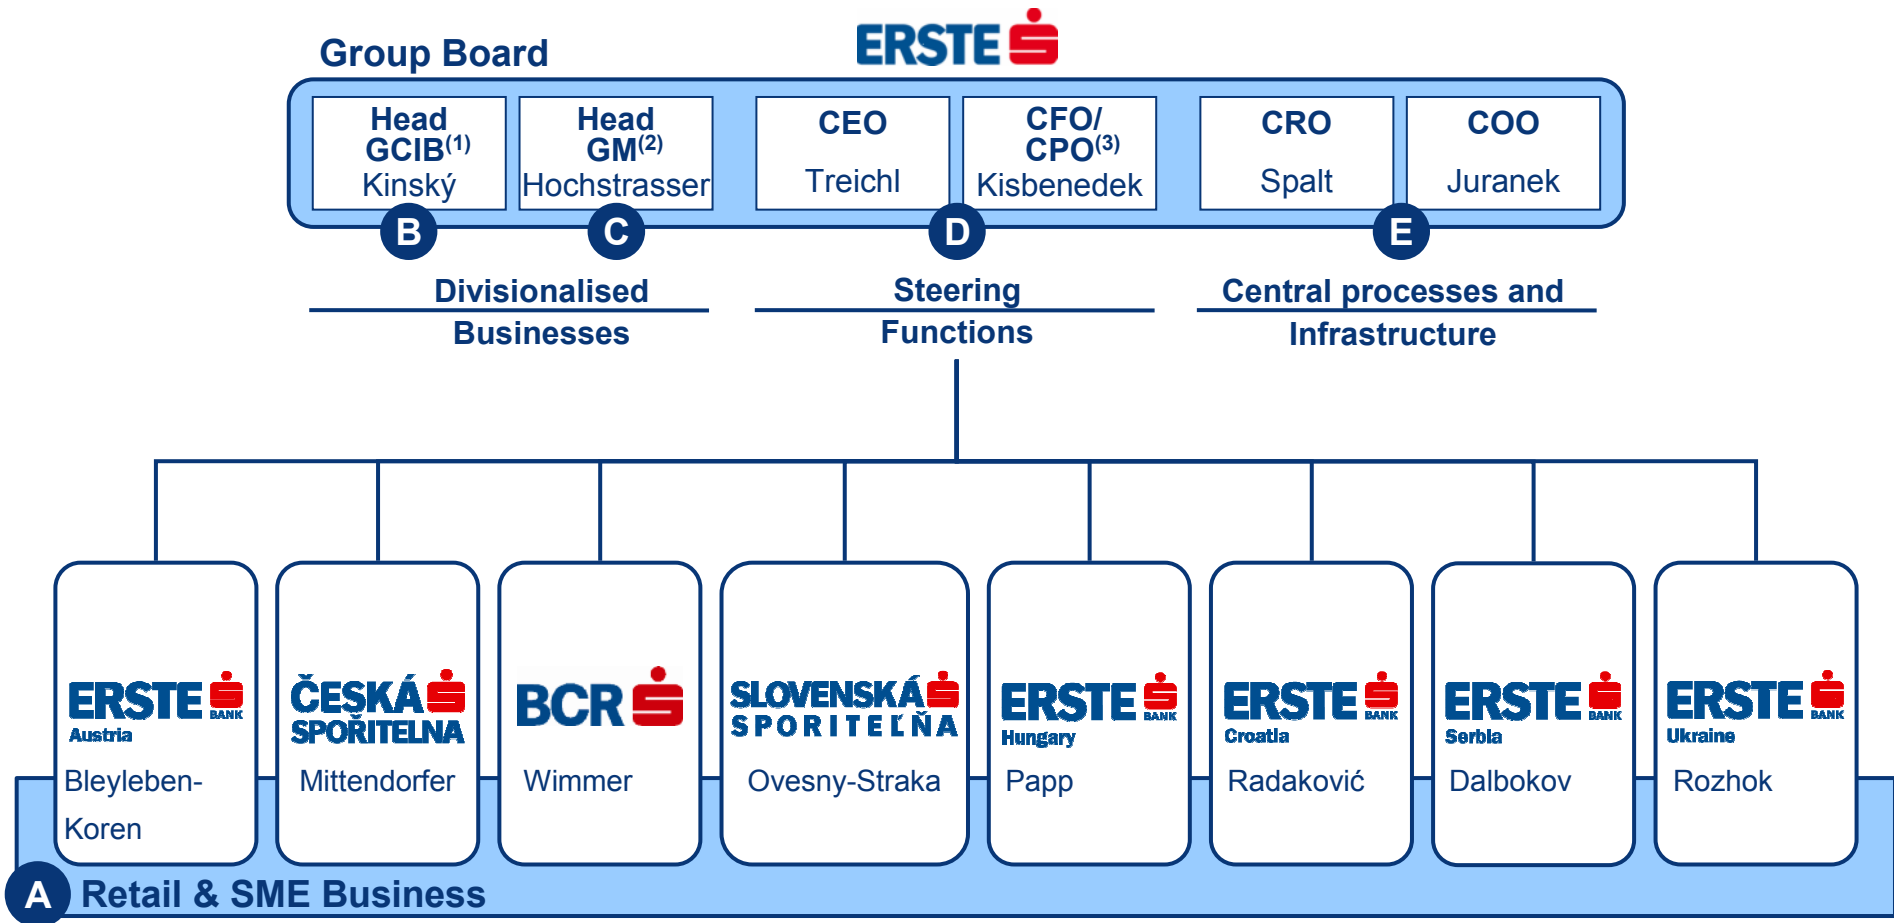 ERSTE
Group Board
Head
GCIB(1)
Kinský
Head
GM(2)
Hochstrasser
CEO
Treichl
CFO/
CPO(3)
Kisbenedek
CRO
Spalt
COO
Juranek
B
C
D
E
Divisionalised
Businesses
Steering
Functions
Central processes and
Infrastructure
ERSTE
BANK
Austria
Bleyleben-
Koren
ČESKÁ
SPOŘITELNA
Mittendorfer
BCR
Wimmer
SLOVENSKÁ
SPORITEĽŇA
Ovesny-Straka
ERSTE
BANK
Hungary
Papp
ERSTE
BANK
Croatia
Radaković
ERSTE
BANK
Serbia
Dalbokov
ERSTE
BANK
Ukraine
Rozhok
A Retail & SME Business